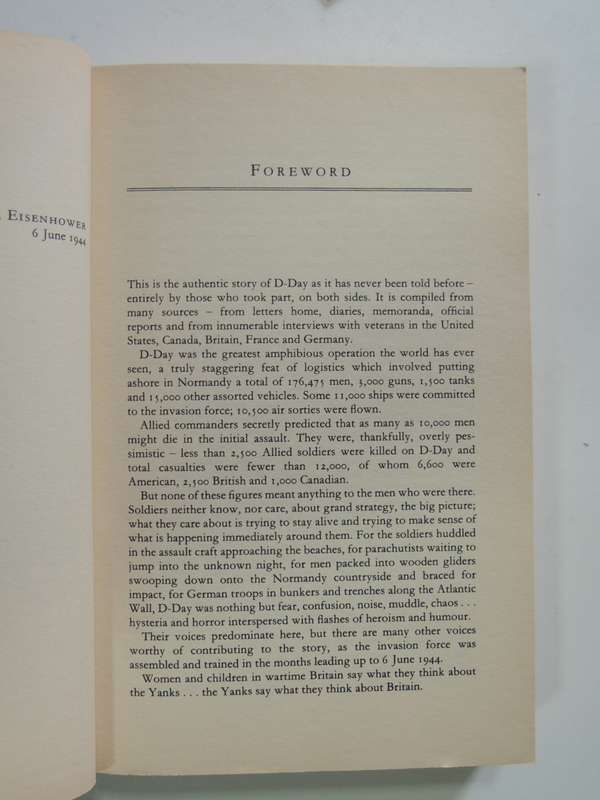 EISENHOWER
6 June 1944
FOREWORD
This is the authentic story of D-Day as it has never been told before –
entirely by those who took part, on both sides. It is compiled from
many sources – from letters home, diaries, memoranda, official
reports and from innumerable interviews with veterans in the United
States, Canada, Britain, France and Germany.
D-Day was the greatest amphibious operation the world has ever
seen, a truly staggering feat of logistics which involved putting
ashore in Normandy a total of 176,475 men, 3,000 guns, 1,500 tanks
and 15,000 other assorted vehicles. Some 11,000 ships were committed
to the invasion force; 10,500 air sorties were flown.
Allied commanders secretly predicted that as many as 10,000 men
might die in the initial assault. They were, thankfully, overly pes-
simistic – less than 2,500 Allied soldiers were killed on D-Day and
total casualties were fewer than 12,000, of whom 6,600 were
American, 2,500 British and 1,000 Canadian.
But none of these figures meant anything to the men who were there.
Soldiers neither know, nor care, about grand strategy, the big picture;
what they care about is trying to stay alive and trying to make sense of
what is happening immediately around them. For the soldiers huddled
in the assault craft approaching the beaches, for parachutists waiting to
jump into the unknown night, for men packed into wooden gliders
swooping down onto the Normandy countryside and braced for
impact, for German troops in bunkers and trenches along the Atlantic
Wall, D-Day was nothing but fear, confusion, noise, muddle, chaos . . .
hysteria and horror interspersed with flashes of heroism and humour.
Their voices predominate here, but there are many other voices
worthy of contributing to the story, as the invasion force was
assembled and trained in the months leading up to 6 June 1944.
Women and children in wartime Britain say what they think about
the Yanks . . . the Yanks say what they think about Britain.